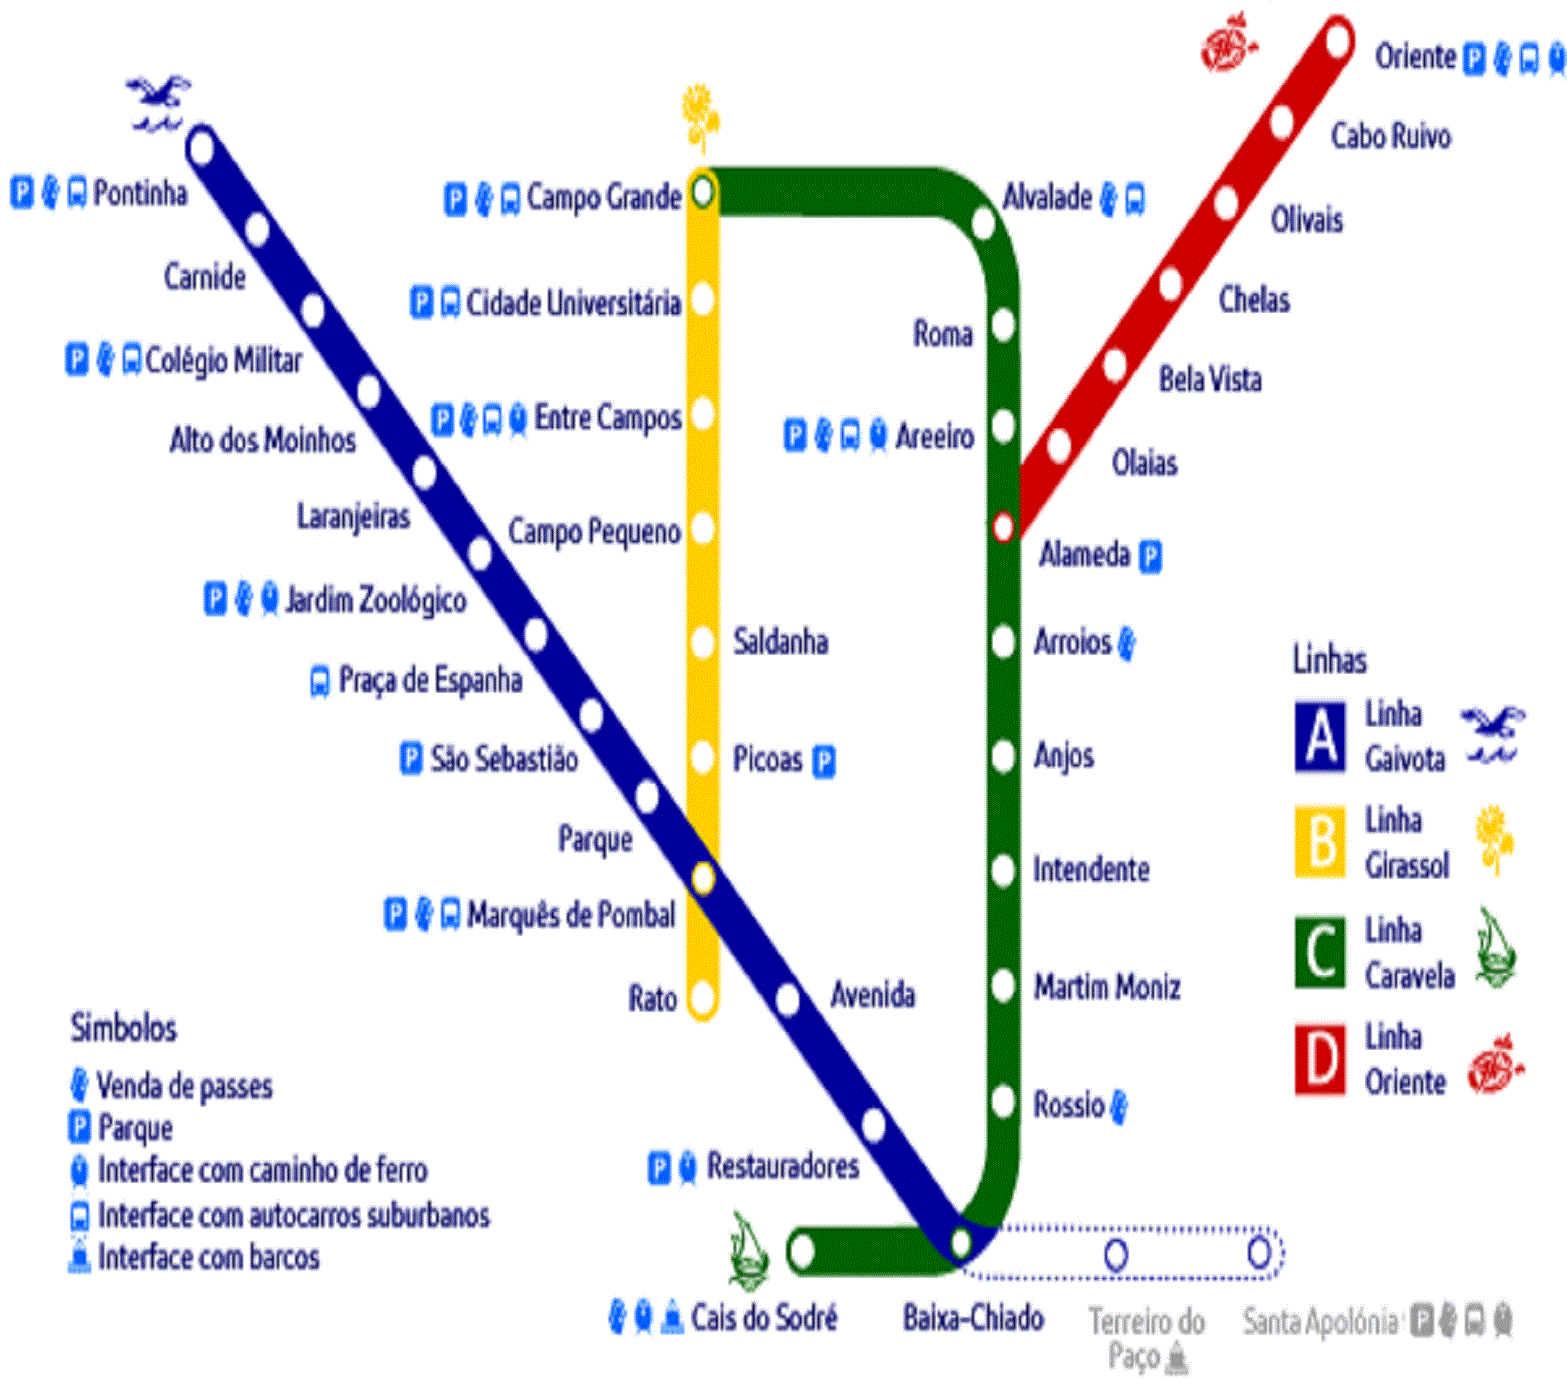 Oriente P
Cabo Ruivo
Olivais
Chelas
Bela Vista
Olaias
Alameda P
P Pontinha
Carnide
P Colégio Militar
Alto dos Moinhos
Laranjeiras
P Jardim Zoológico
Praça de Espanha
P São Sebastião
Parque
P Marquês de Pombal
Avenida
P Restauradores
Baixa-Chiado
Terreiro do
Paço
Santa Apolónia P
P Campo Grande
P Cidade Universitária
P Entre Campos
Campo Pequeno
Saldanha
Picoas P
Rato
Alvalade
Roma
P Areeiro
Arroios
Anjos
Intendente
Martim Moniz
Rossio
Cais do Sodré
Linhas
A Linha
Gaivota
B Linha
Girassol
C Linha
Caravela
D Linha
Oriente
Simbolos
Venda de passes
P Parque
Interface com caminho de ferro
Interface com autocarros suburbanos
Interface com barcos